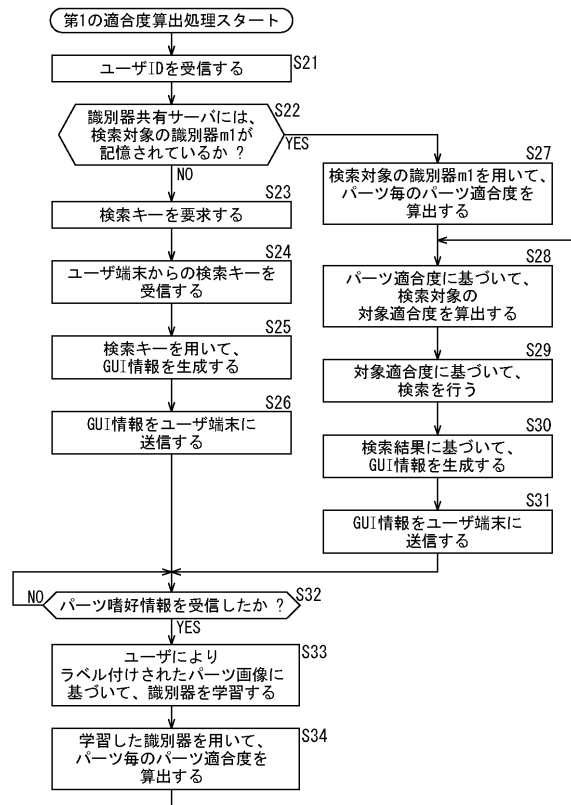 第1の適合度算出処理スタート
S21
ユーザIDを受信する
S22
識別器共有サーバには、
検索対象の識別器m1が
記憶されているか ?
YES
NO
S23
検索キーを要求する
S24
ユーザ端末からの検索キーを
受信する
S25
検索キーを用いて、
GUI情報を生成する
S26
GUI情報をユーザ端末に
送信する
S27
検索対象の識別器m1を用いて、
パーツ毎のパーツ適合度を
算出する
S28
パーツ適合度に基づいて、
検索対象の
対象適合度を算出する
S29
対象適合度に基づいて、
検索を行う
S30
検索結果に基づいて、
GUI情報を生成する
S31
GUI情報をユーザ端末に
送信する
NO
S32
パーツ嗜好情報を受信したか ?
YES
S33
ユーザにより
ラベル付けされたパーツ画像に
基づいて、識別器を学習する
S34
学習した識別器を用いて、
パーツ毎のパーツ適合度を
算出する